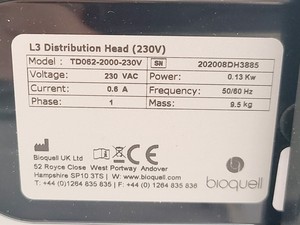 L3 Distribution Head (230V)
Model : TD062-2000-230V SN 202008DH3885
Voltage: 230 VAC Power: 0.13 Kw
Current: 0.6 A Frequency: 50/60 Hz
Phase: 1 Mass: 9.5 kg
Bioquell UK Ltd
52 Royce Close West Portway Andover
Hampshire SP10 3TS | W: www.bioquell.com
T: +44 (0)1264 835 835 | F: +44 (0) 1264 835 836
bioquell